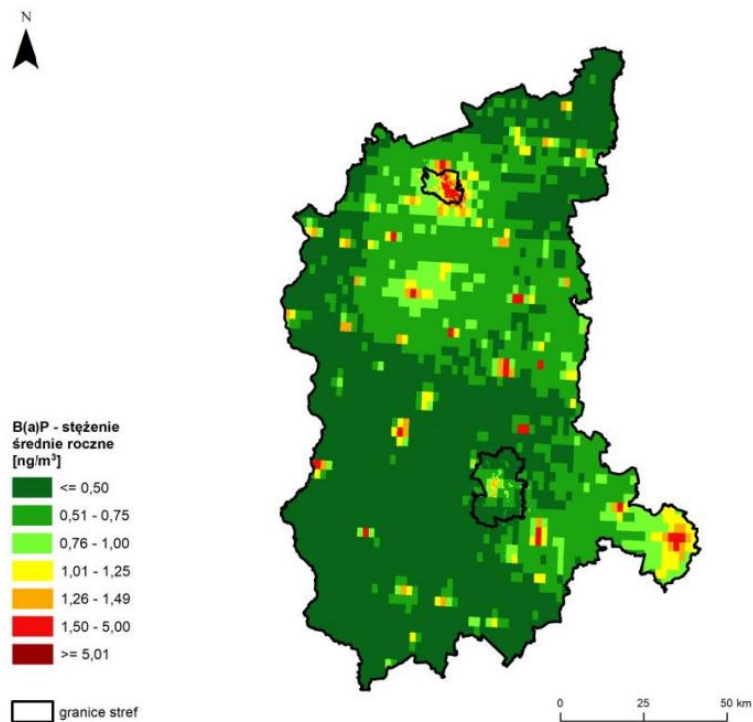 N
B(a)P - stężenie
średnie roczne
[ng/m³]
<= 0,50
0,51 - 0,75
0,76 - 1,00
1,01 - 1,25
1,26 - 1,49
1,50 - 5,00
>= 5,01
granice stref
0 25 50 km